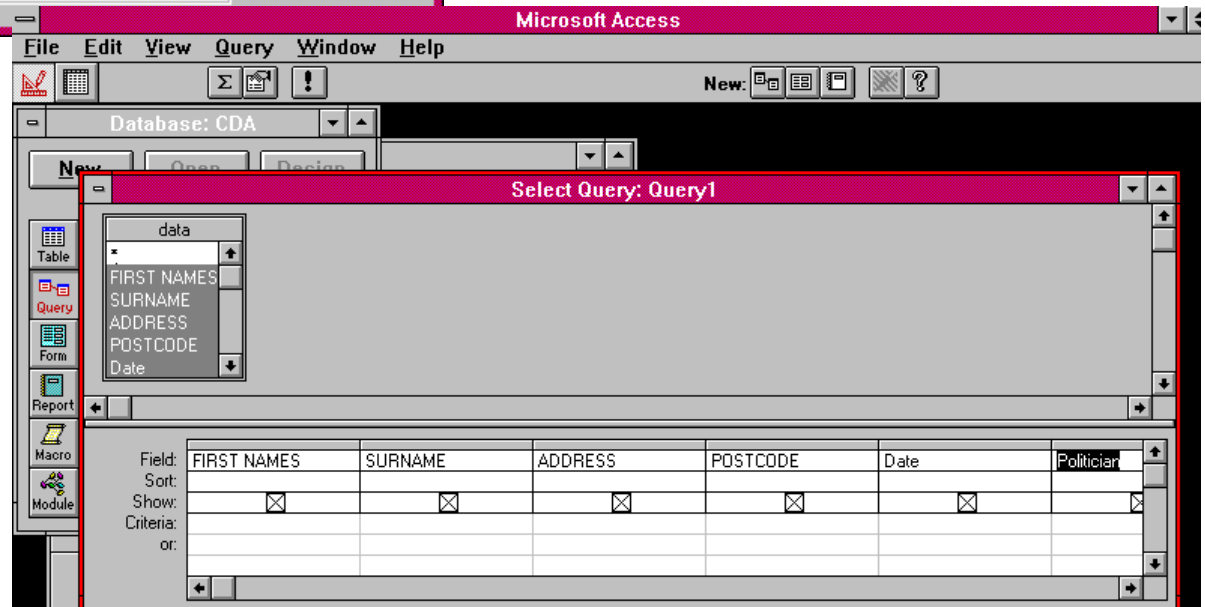 Microsoft Access
File Edit View Query Window Help
Σ ! New: ?
Database: CDA
New Open Design
Select Query: Query1
data
*
FIRST NAMES
SURNAME
ADDRESS
POSTCODE
Date
Table
Query
Form
Report
Macro
Module
Field: FIRST NAMES SURNAME ADDRESS POSTCODE Date Politician
Sort:
Show:
Criteria:
or: